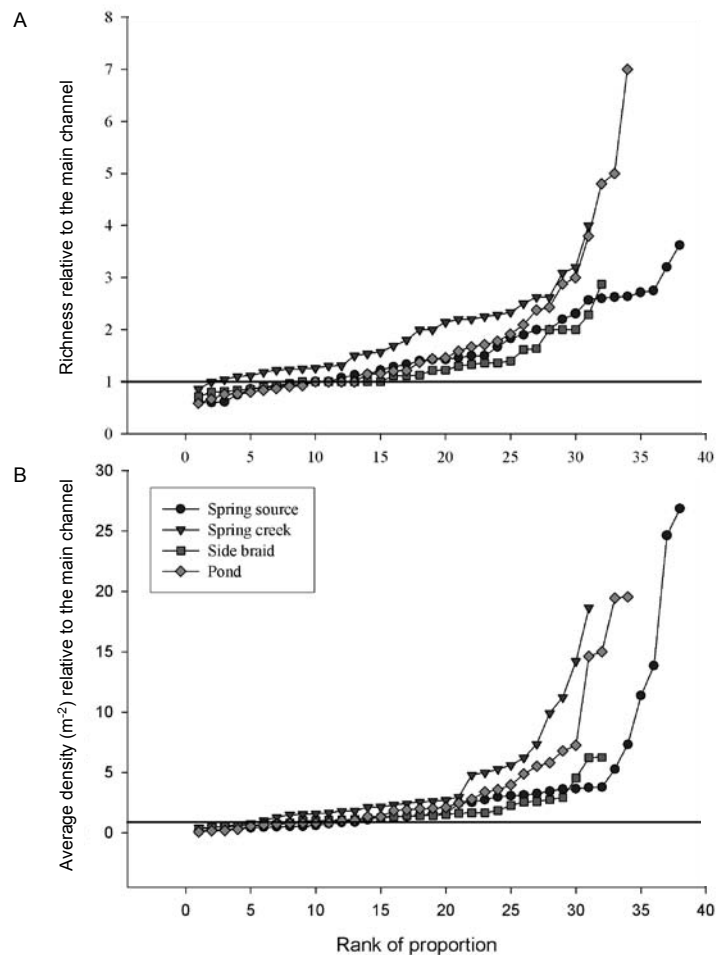 A
Richness relative to the main channel
8
7
6
5
4
3
2
1
0
0 5 10 15 20 25 30 35 40
B
Average density (m⁻²) relative to the main channel
30
25
20
15
10
5
0
Spring source
Spring creek
Side braid
Pond
0 5 10 15 20 25 30 35 40
Rank of proportion